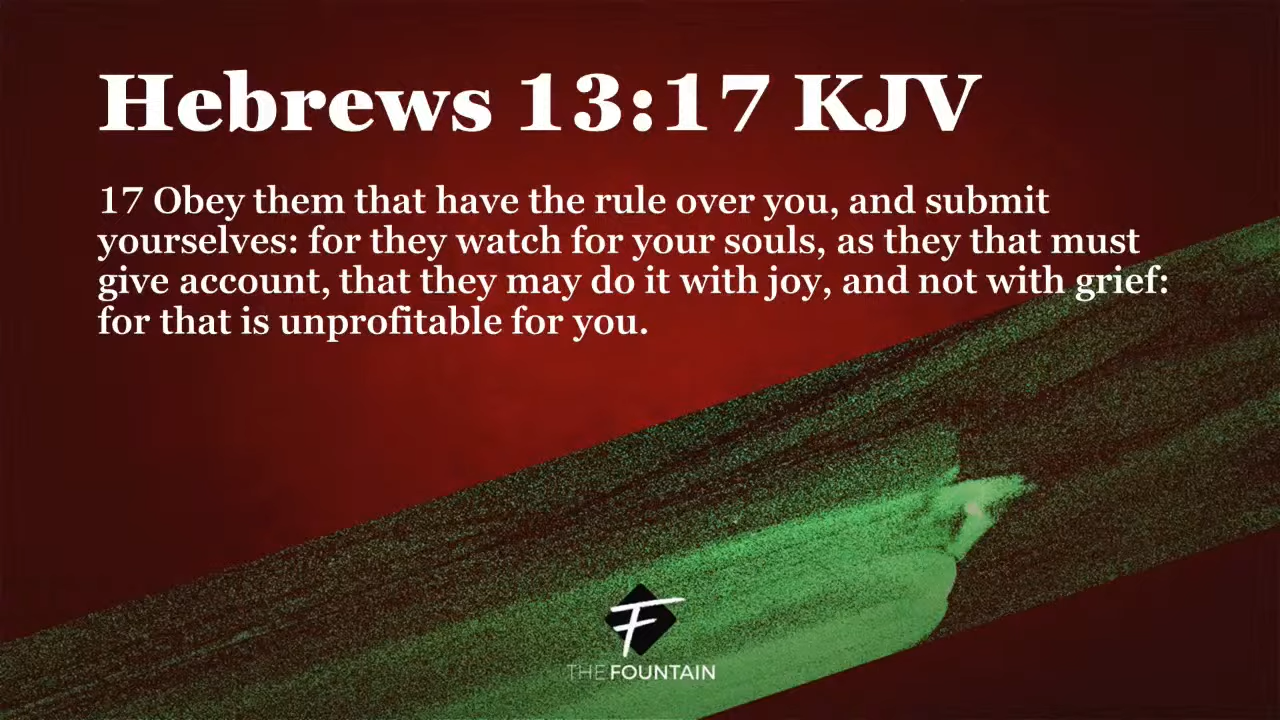 Hebrews 13:17 KJV
17 Obey them that have the rule over you, and submit
yourselves: for they watch for your souls, as they that must
give account, that they may do it with joy, and not with grief:
for that is unprofitable for you.
F
THE FOUNTAIN